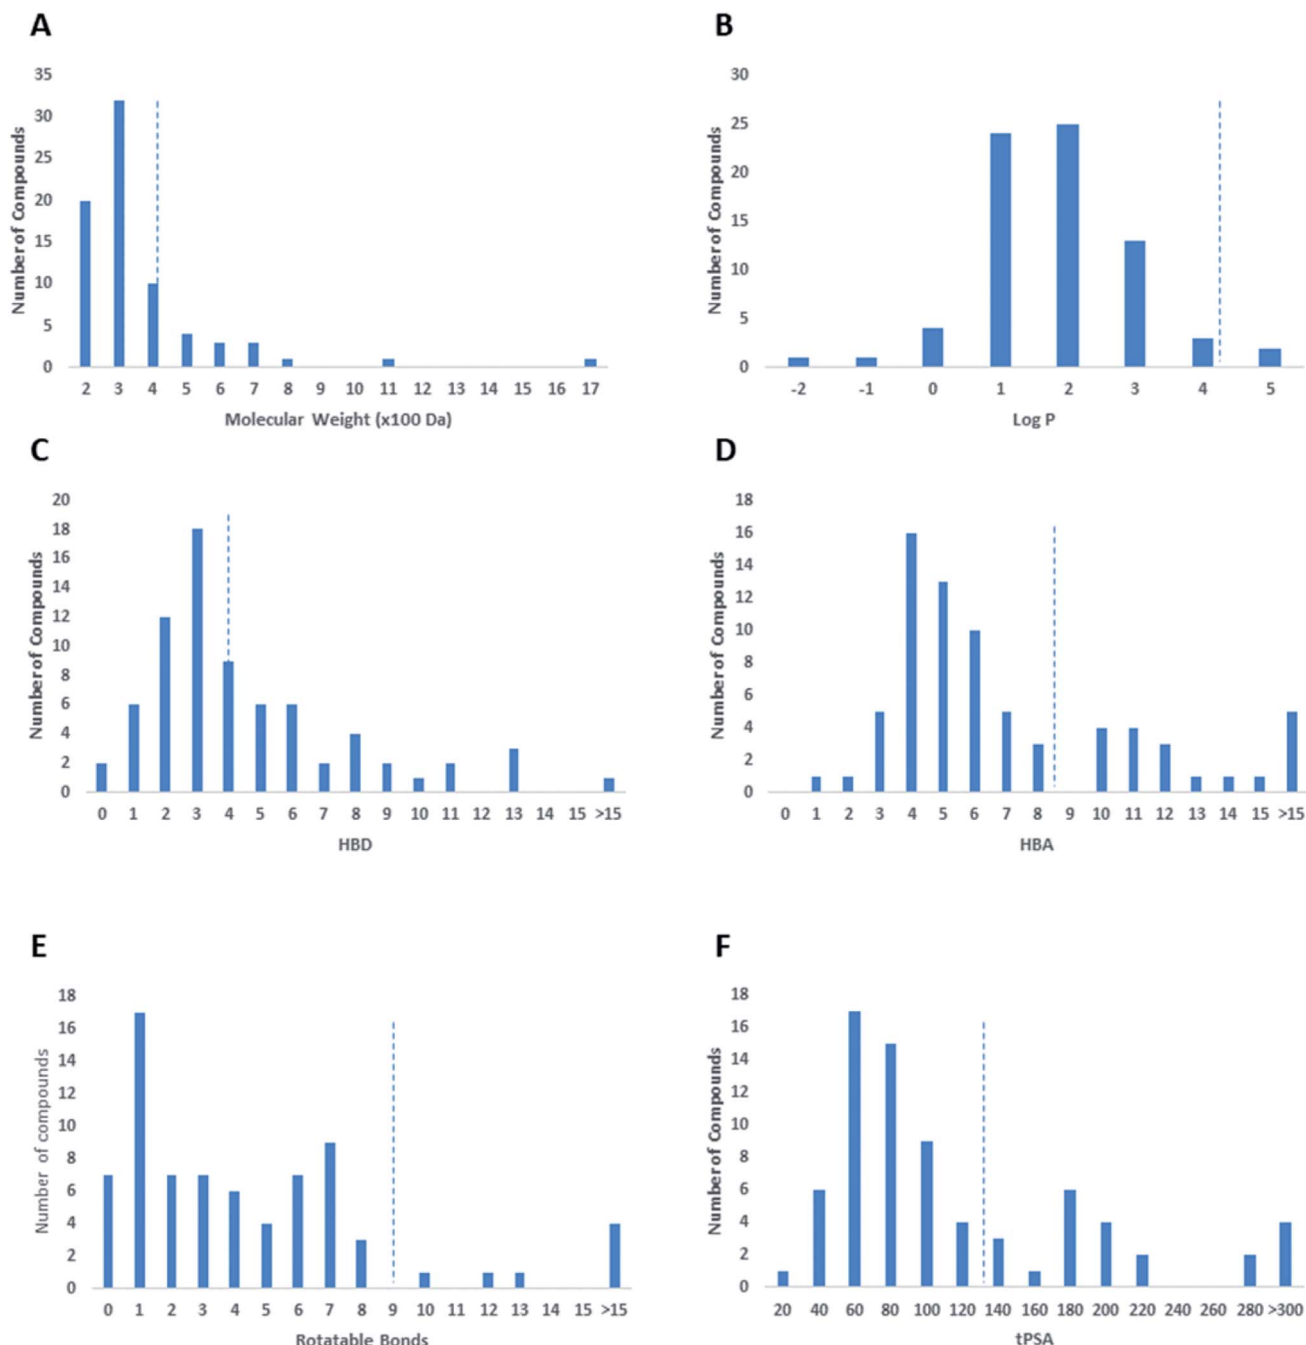 A
35
30
25
20
15
10
5
0
Number of Compounds
2 3 4 5 6 7 8 9 10 11 12 13 14 15 16 17
Molecular Weight (x100 Da)
B
30
25
20
15
10
5
0
Number of Compounds
-2 -1 0 1 2 3 4 5
Log P
C
20
18
16
14
12
10
8
6
4
2
0
Number of Compounds
0 1 2 3 4 5 6 7 8 9 10 11 12 13 14 15 >15
HBD
D
18
16
14
12
10
8
6
4
2
0
Number of Compounds
0 1 2 3 4 5 6 7 8 9 10 11 12 13 14 15 >15
HBA
E
18
16
14
12
10
8
6
4
2
0
Number of compounds
0 1 2 3 4 5 6 7 8 9 10 11 12 13 14 15 >15
Rotatable Bonds
F
18
16
14
12
10
8
6
4
2
0
Number of Compounds
20 40 60 80 100 120 140 160 180 200 220 240 260 280 >300
tPSA